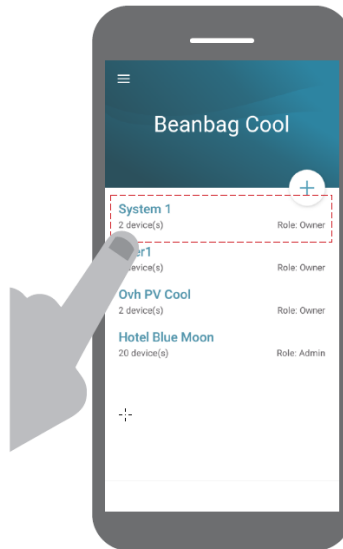 Beanbag Cool
System 1
2 device(s) Role: Owner
device(s) Role: Owner
Ovh PV Cool
2 device(s) Role: Owner
Hotel Blue Moon
20 device(s) Role: Admin